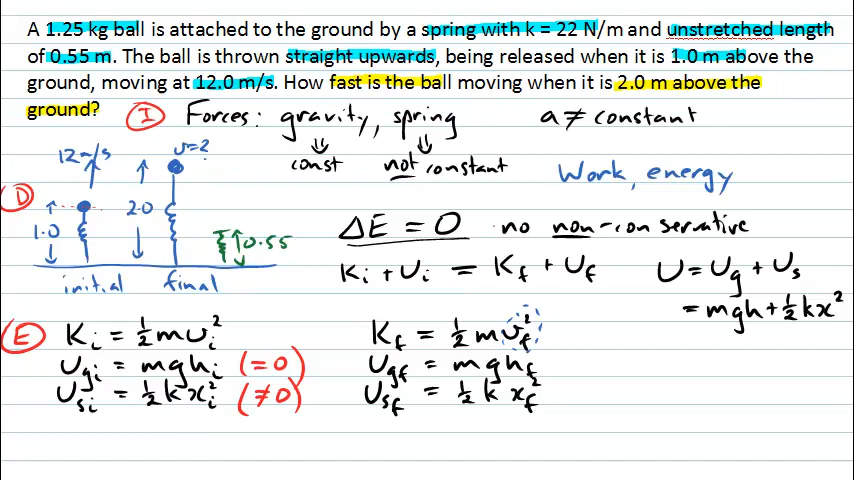 A 1.25 kg ball is attached to the ground by a spring with k = 22 N/m and unstretched length
of 0.55 m. The ball is thrown straight upwards, being released when it is 1.0 m above the
ground, moving at 12.0 m/s. How fast is the ball moving when it is 2.0 m above the
ground?
I Forces: gravity, spring a ≠ constant
⇓ ⇓
const not constant
Work, energy
D
12 m/s v=?
1.0 2.0 0.55
initial final
ΔE = 0 no non-conservative
Ki + Ui = Kf + Uf U = Ug + Us
= mgh + ½kx²
E Ki = ½mvi² Kf = ½mvf²
Ugi = mghi (=0) Ugf = mghf
Usi = ½kxi² (≠0) Usf = ½kxf²